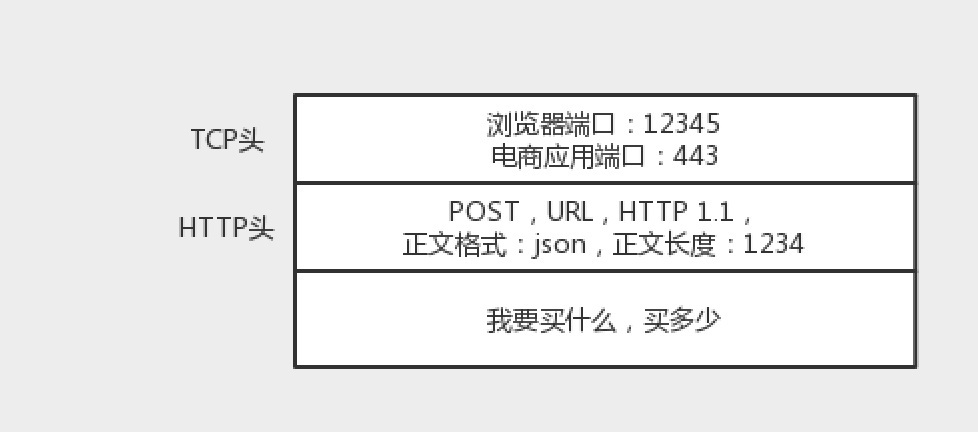 TCP头
浏览器端口：12345
电商应用端口：443
HTTP头
POST，URL，HTTP 1.1，
正文格式：json，正文长度：1234
我要买什么，买多少